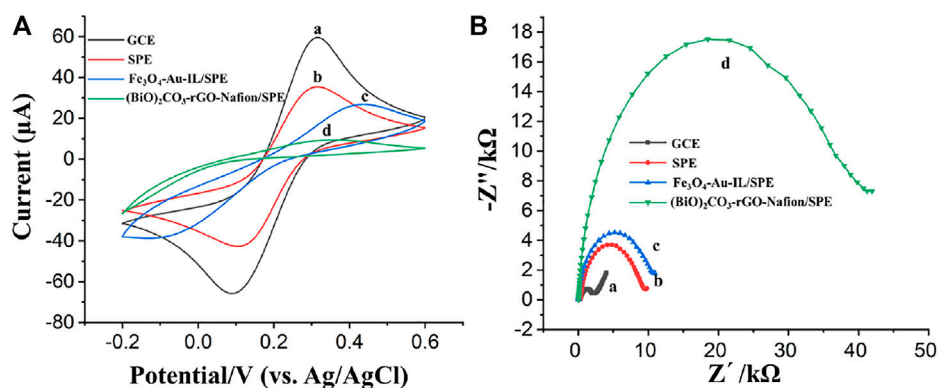 A
60
40
20
0
-20
-40
-60
-80
Current (µA)
-0.2
0.0
0.2
0.4
0.6
Potential/V (vs. Ag/AgCl)
GCE
SPE
Fe₃O₄-Au-IL/SPE
(BiO)₂CO₃-rGO-Nafion/SPE
a
b
c
d
B
18
16
14
12
10
8
6
4
2
0
-2
-Z"/kΩ
0
10
20
30
40
50
Z´/kΩ
GCE
SPE
Fe₃O₄-Au-IL/SPE
(BiO)₂CO₃-rGO-Nafion/SPE
d
c
b
a